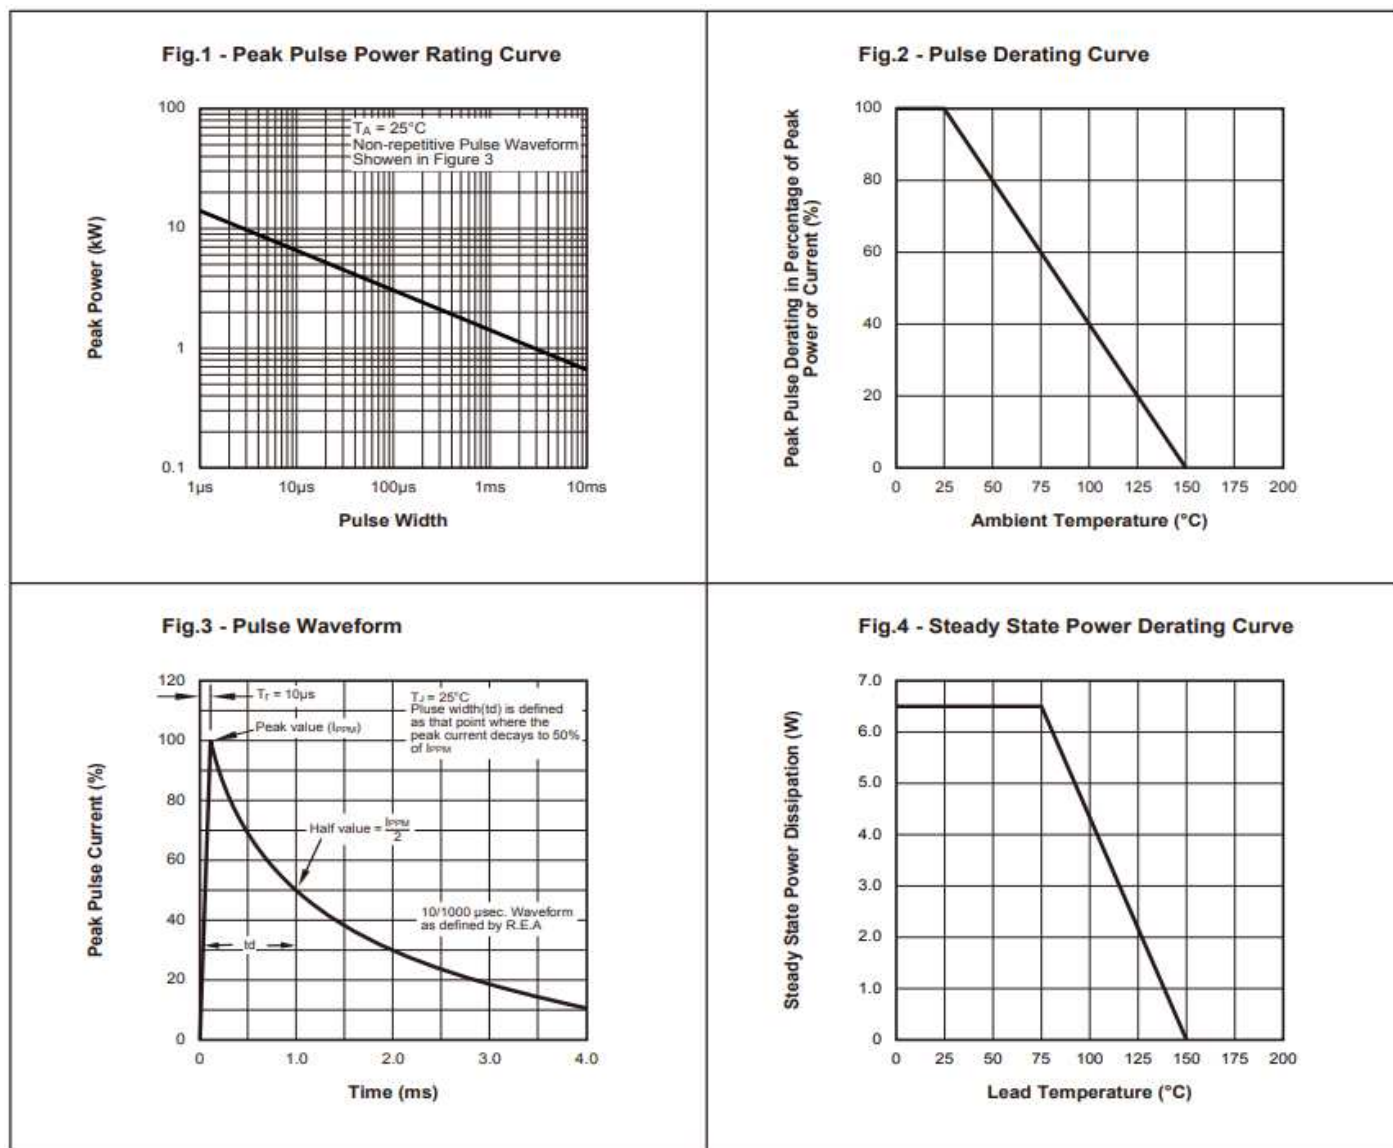 Fig.1 - Peak Pulse Power Rating Curve
Peak Power (kW)
100
10
1
0.1
TA = 25°C
Non-repetitive Pulse Waveform
Showen in Figure 3
1µs 10µs 100µs 1ms 10ms
Pulse Width
Fig.2 - Pulse Derating Curve
Peak Pulse Derating in Percentage of Peak
Power or Current (%)
100
80
60
40
20
0
0 25 50 75 100 125 150 175 200
Ambient Temperature (°C)
Fig.3 - Pulse Waveform
Peak Pulse Current (%)
120
100
80
60
40
20
0
Tr = 10µs
Peak value (IPPM)
TJ = 25°C
Pluse width(td) is defined
as that point where the
peak current decays to 50%
of IPPM
Half value = IPPM
2
10/1000 µsec. Waveform
as defined by R.E.A
td
0 1.0 2.0 3.0 4.0
Time (ms)
Fig.4 - Steady State Power Derating Curve
Steady State Power Dissipation (W)
7.0
6.0
5.0
4.0
3.0
2.0
1.0
0
0 25 50 75 100 125 150 175 200
Lead Temperature (°C)